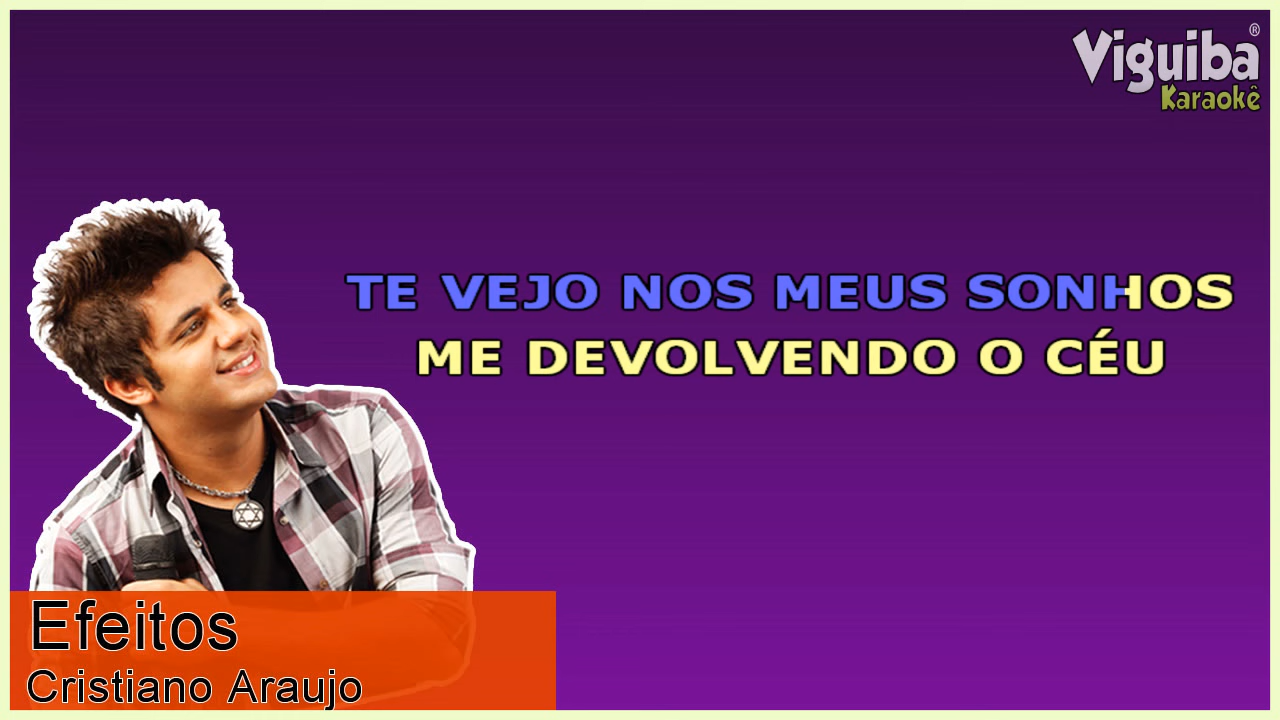 Viguiba®
Karaokê
TE VEJO NOS MEUS SONHOS
ME DEVOLVENDO O CÉU
Efeitos
Cristiano Araujo